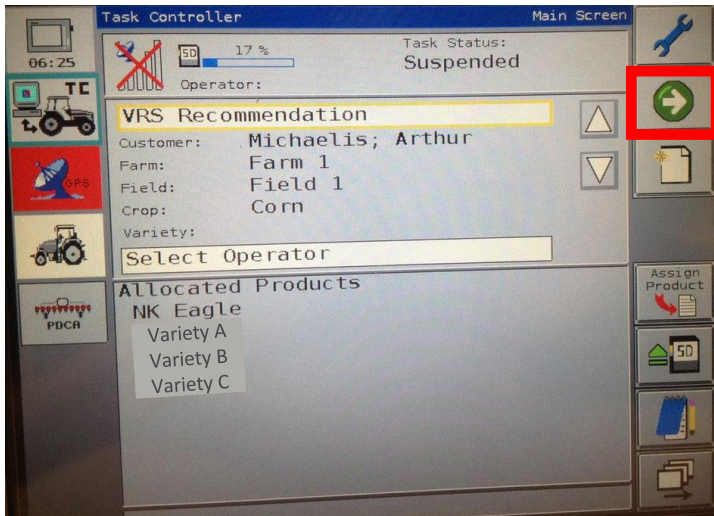 Task Controller
Main Screen
06:25
SD
17 %
Task Status:
Suspended
Operator:
TC
VRS Recommendation
Customer: Michaelis; Arthur
Farm: Farm 1
Field: Field 1
Crop: Corn
Variety:
Select Operator
GPS
PDCA
Allocated Products
NK Eagle
Variety A
Variety B
Variety C
Assign
Product
SD